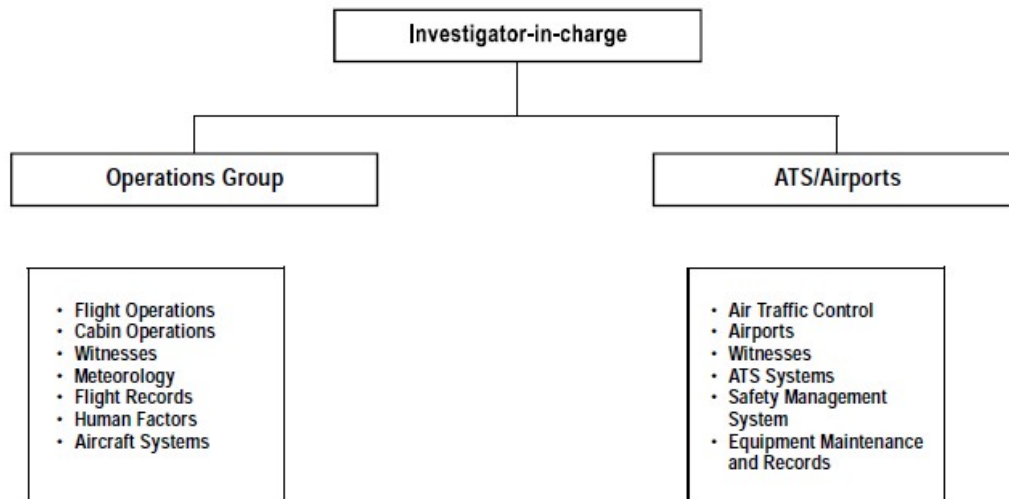 Investigator-in-charge
Operations Group
ATS/Airports
• Flight Operations
• Cabin Operations
• Witnesses
• Meteorology
• Flight Records
• Human Factors
• Aircraft Systems
• Air Traffic Control
• Airports
• Witnesses
• ATS Systems
• Safety Management
System
• Equipment Maintenance
and Records